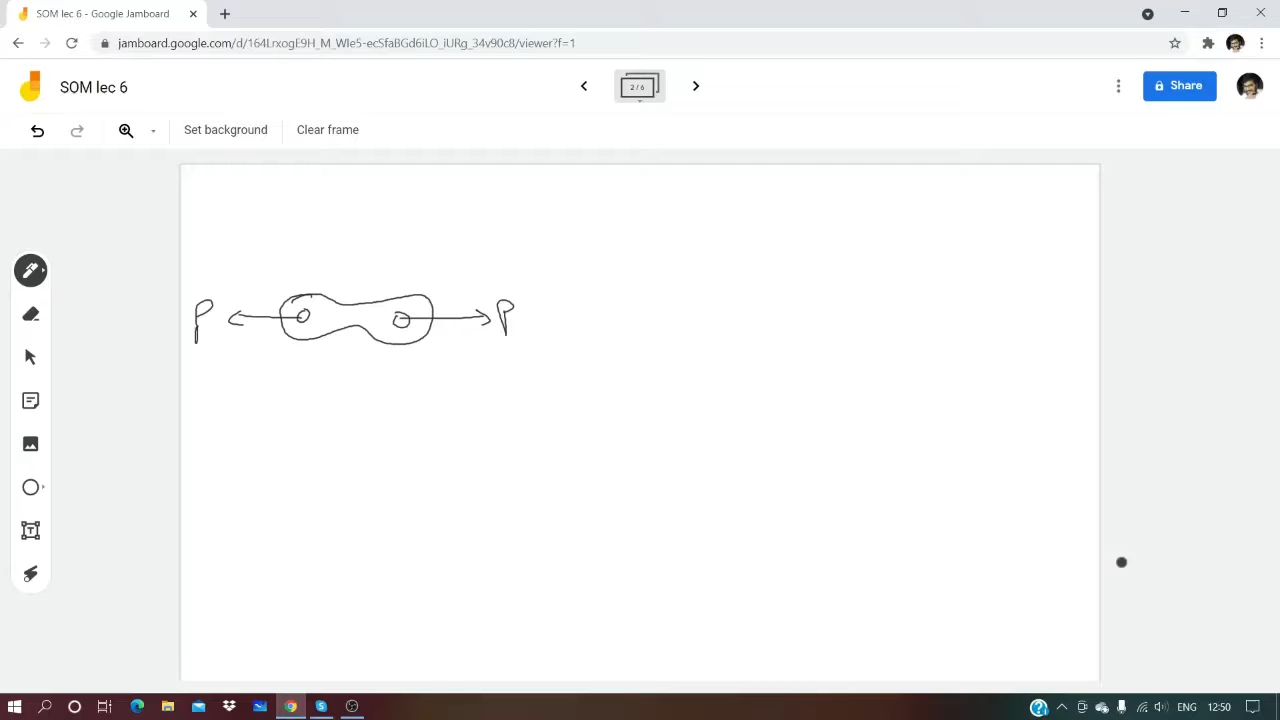 SOM lec 6 - Google Jamboard
jamboard.google.com/d/164LrxogE9H_M_WIe5-ecSfaBGd6iLO_iURg_34v90c8/viewer?f=1
SOM lec 6
2 / 6
Share
Set background
Clear frame
P P
ENG 12:50